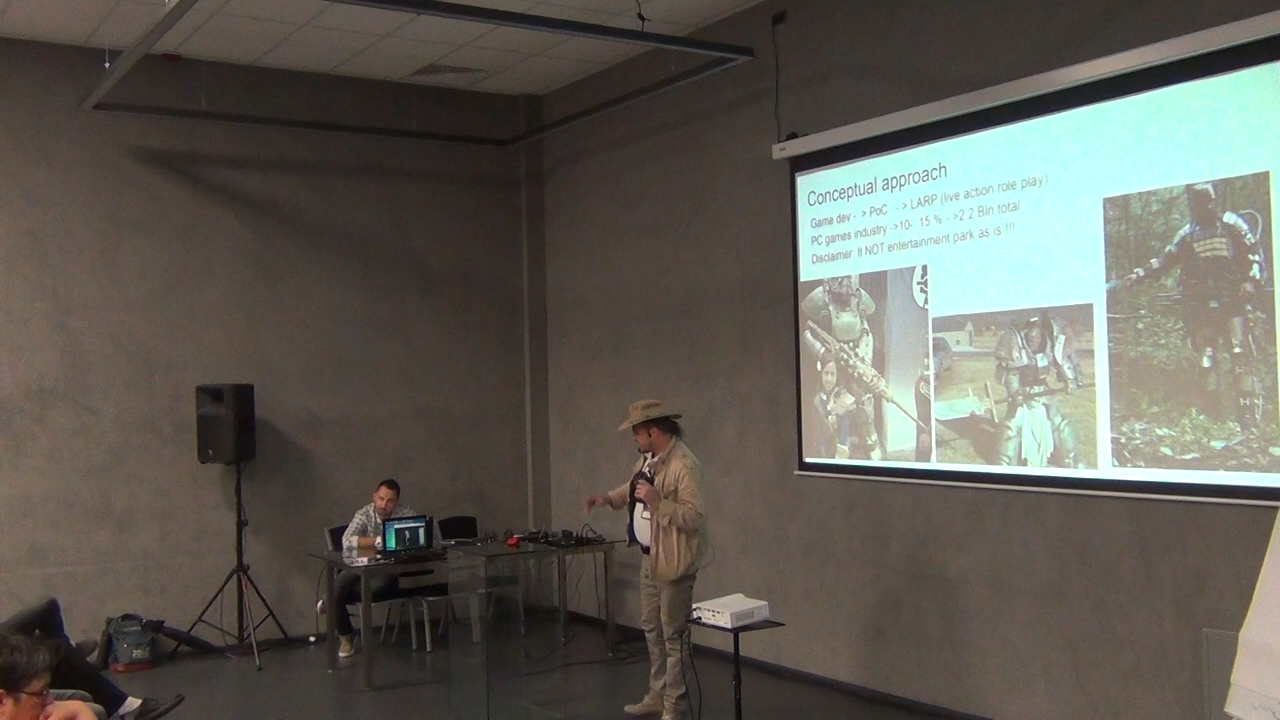 Conceptual approach
Game dev - > PoC - -> LARP (live action role play)
PC games industry ->10- 15 % - ->2.2 Bln total
Disclaimer: It NOT entertainment park as is !!!